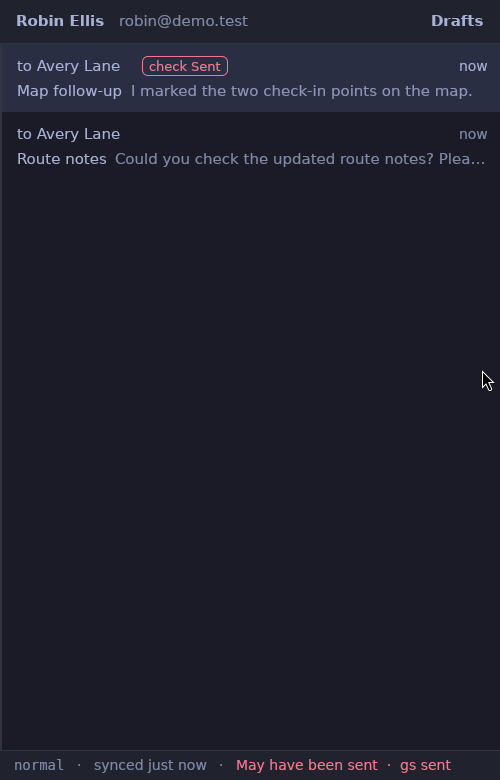 Robin Ellis robin@demo.test Drafts
to Avery Lane check Sent now
Map follow-up I marked the two check-in points on the map.
to Avery Lane now
Route notes Could you check the updated route notes? Plea…
normal · synced just now · May have been sent · gs sent